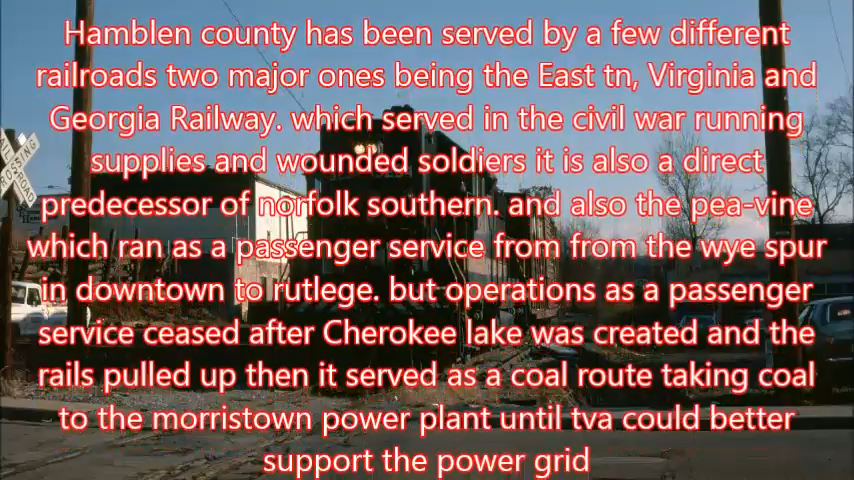 Hamblen county has been served by a few different
railroads two major ones being the East tn, Virginia and
Georgia Railway. which served in the civil war running
supplies and wounded soldiers it is also a direct
predecessor of norfolk southern. and also the pea-vine
which ran as a passenger service from from the wye spur
in downtown to rutlege. but operations as a passenger
service ceased after Cherokee lake was created and the
rails pulled up then it served as a coal route taking coal
to the morristown power plant until tva could better
support the power grid
CROSSING